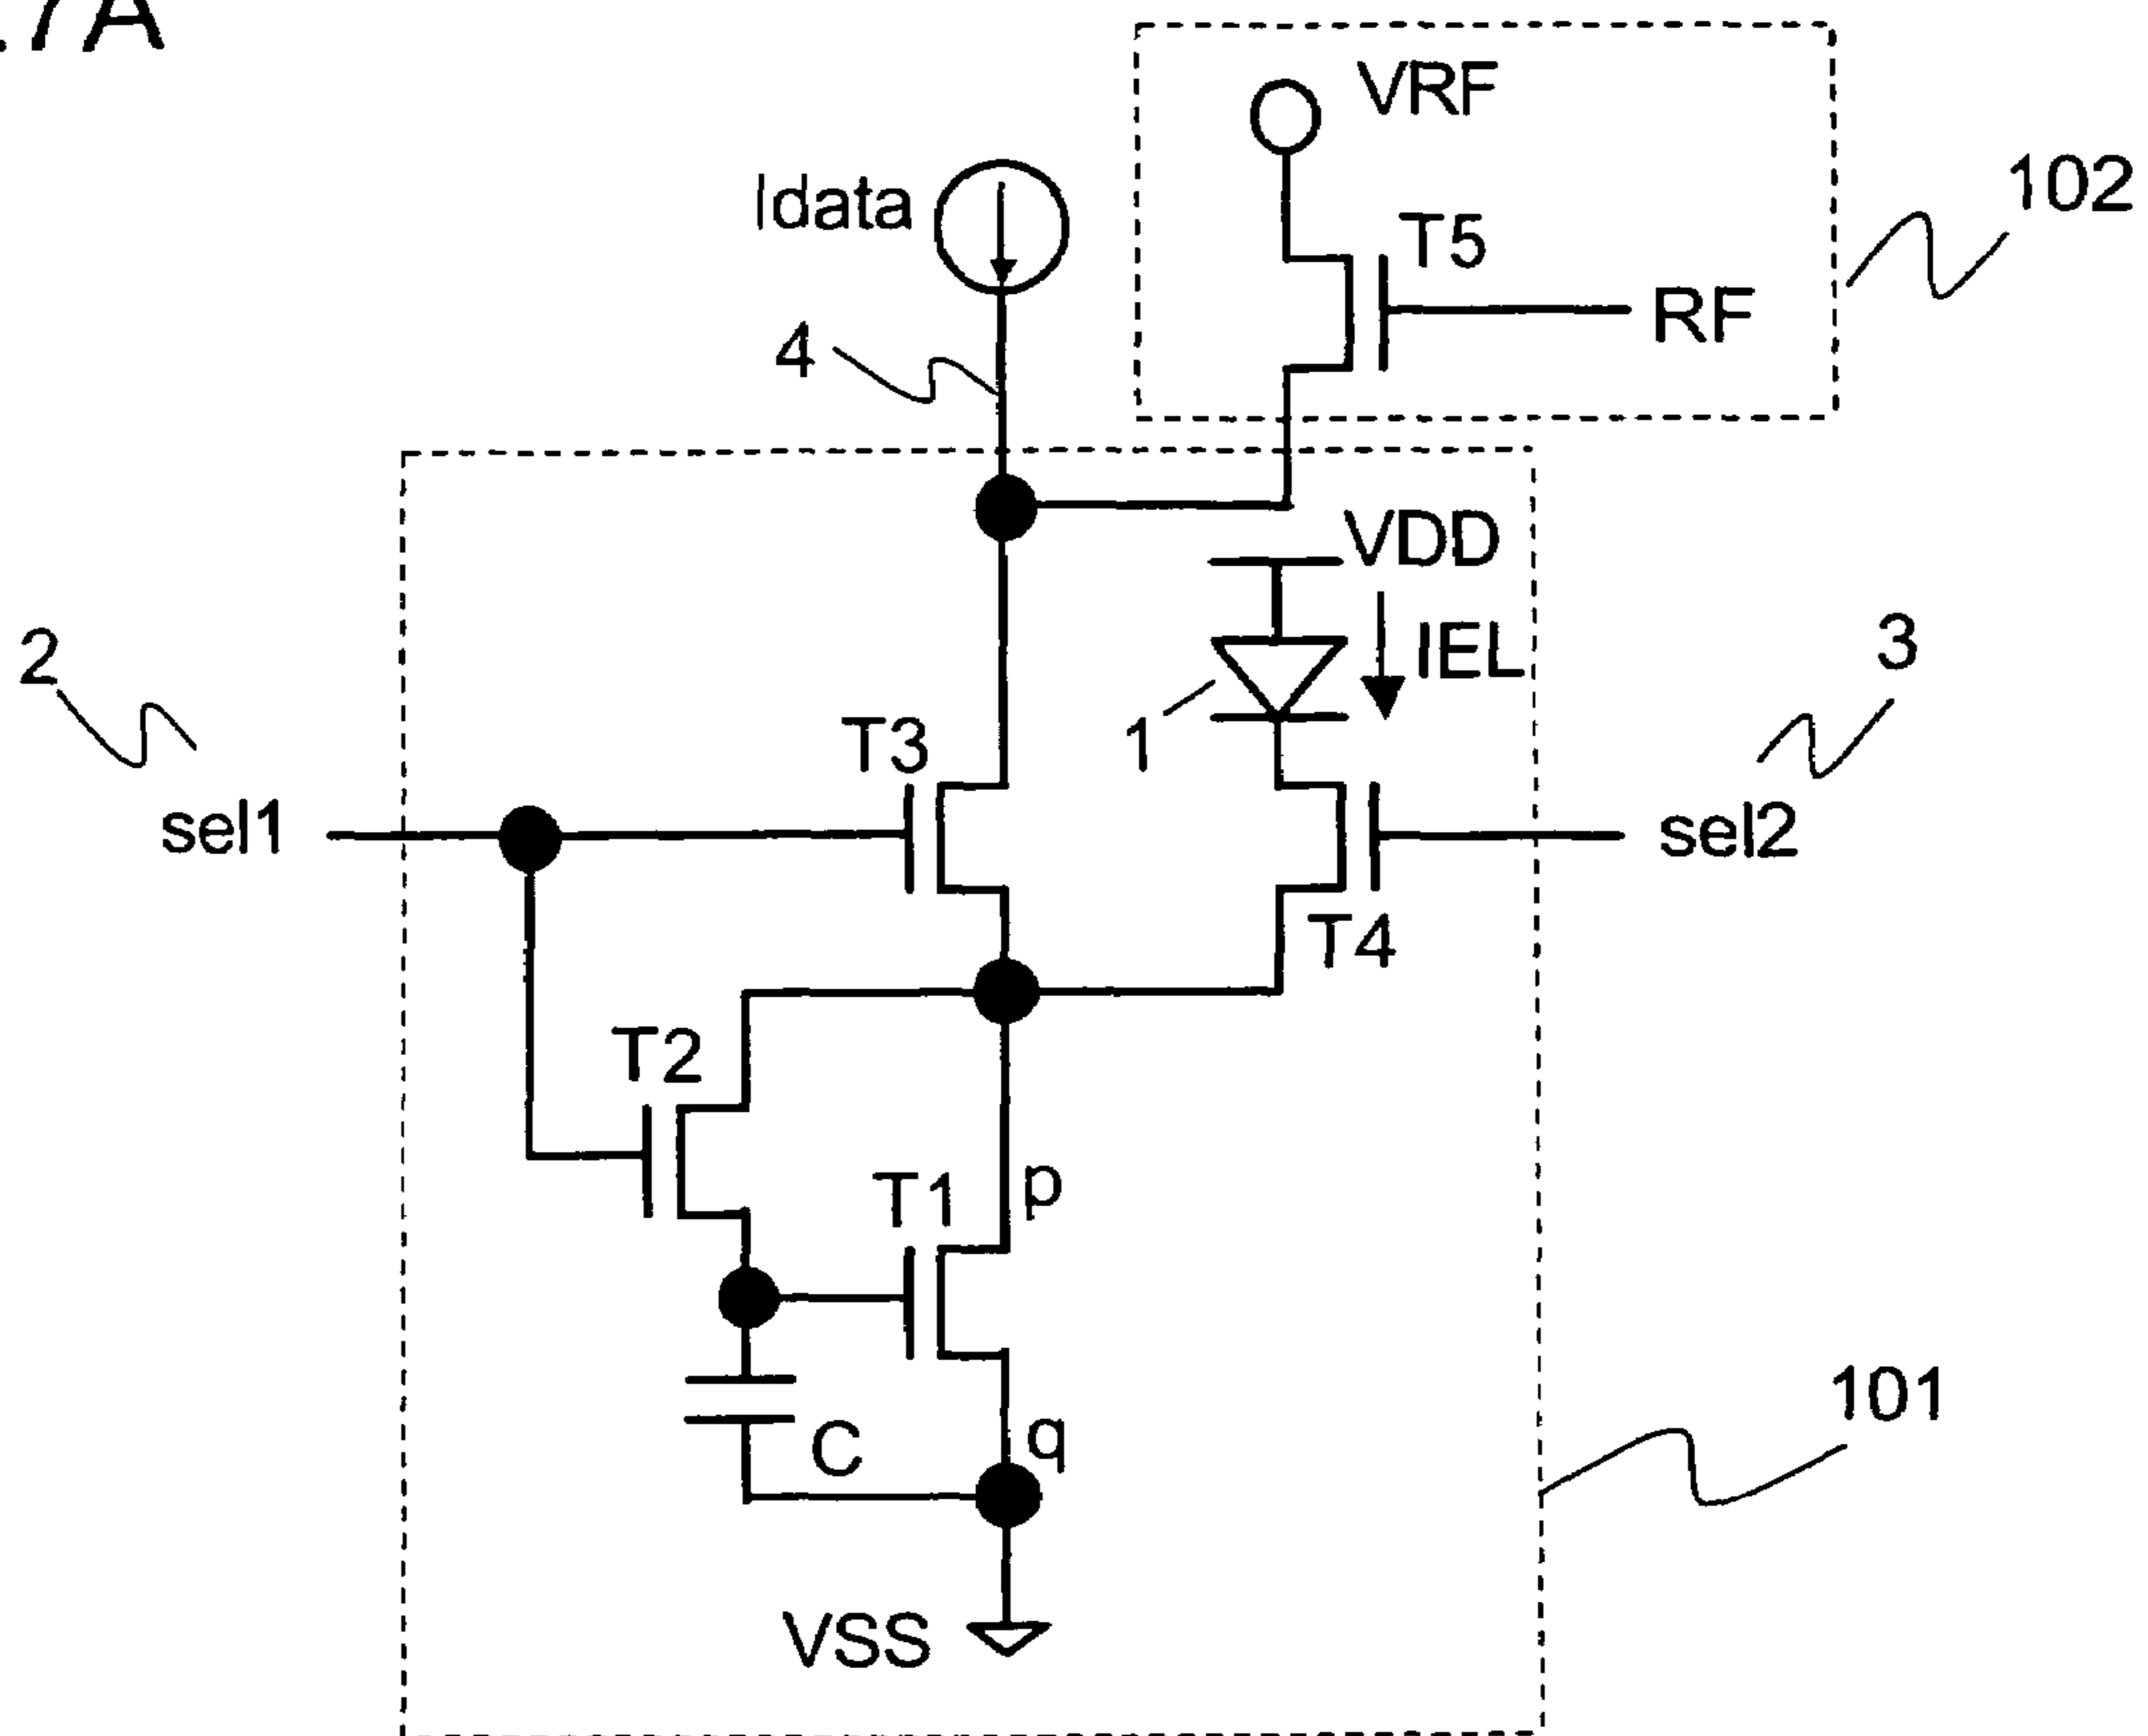 .7A
VRF
Idata
102
T5
RF
4
VDD
2
IEL
3
T3
1
sel1
sel2
T4
T2
T1
p
101
C
q
VSS